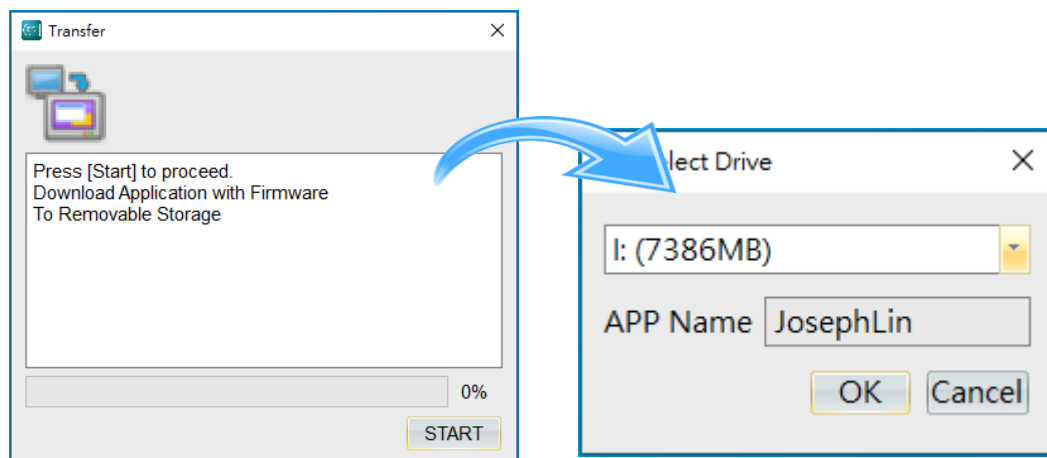 Transfer
Press [Start] to proceed.
Download Application with Firmware
To Removable Storage
0%
START
lect Drive
I: (7386MB)
APP Name JosephLin
OK Cancel